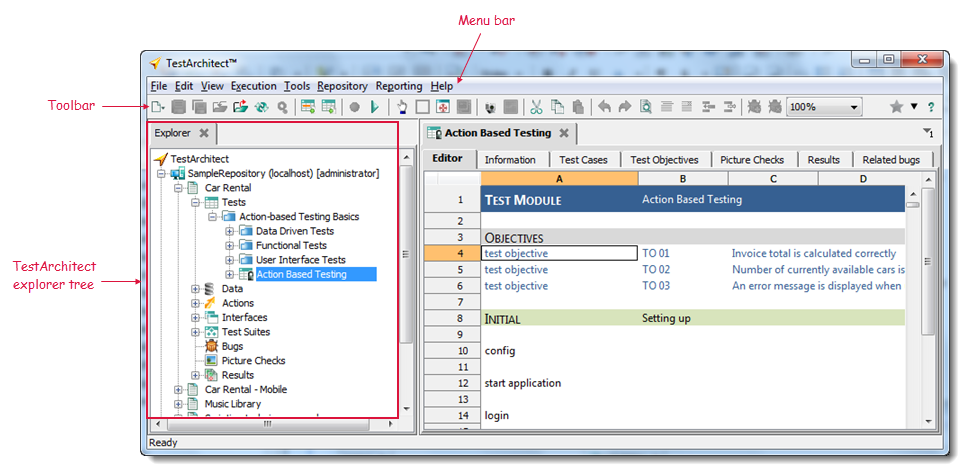 Menu bar
TestArchitect™
File Edit View Execution Tools Repository Reporting Help
Toolbar
100%
?
Explorer
Action Based Testing
1
TestArchitect
SampleRepository (localhost) [administrator]
Car Rental
Tests
Action-based Testing Basics
Data Driven Tests
Functional Tests
User Interface Tests
Action Based Testing
TestArchitect
explorer tree
Data
Actions
Interfaces
Test Suites
Bugs
Picture Checks
Results
Car Rental - Mobile
Music Library
Editor Information Test Cases Test Objectives Picture Checks Results Related bugs
A B C D
1 TEST MODULE Action Based Testing
2
3 OBJECTIVES
4 test objective TO 01 Invoice total is calculated correctly
5 test objective TO 02 Number of currently available cars is
6 test objective TO 03 An error message is displayed when
7
8 INITIAL Setting up
9
10 config
11
12 start application
13
14 login
Ready